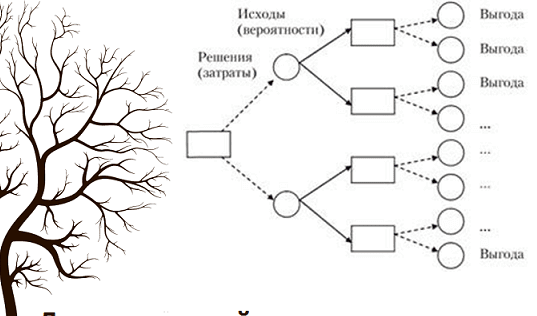 Исходы
(вероятности)
Решения
(затраты)
Выгода
Выгода
Выгода
...
...
...
...
Выгода